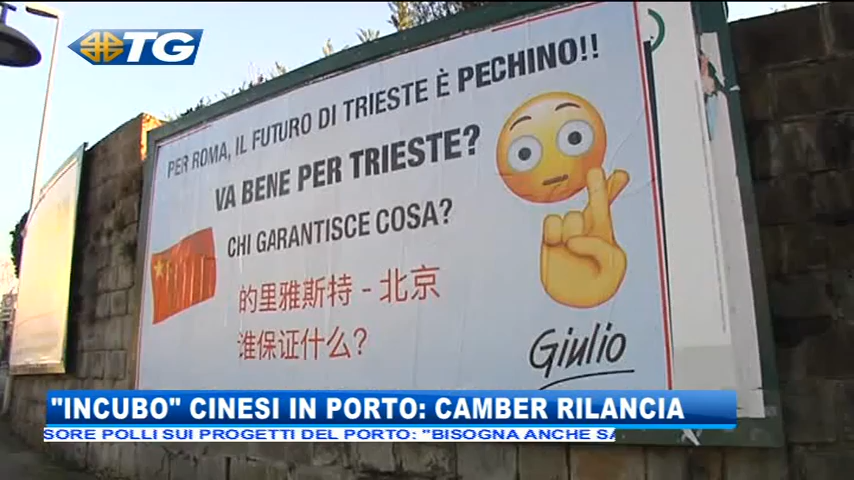 TG
PER ROMA, IL FUTURO DI TRIESTE È PECHINO!!
VA BENE PER TRIESTE?
CHI GARANTISCE COSA?
的里雅斯特 - 北京
谁保证什么?
Giulio
"INCUBO" CINESI IN PORTO: CAMBER RILANCIA
SORE POLLI SUI PROGETTI DEL PORTO: "BISOGNA ANCHE SA